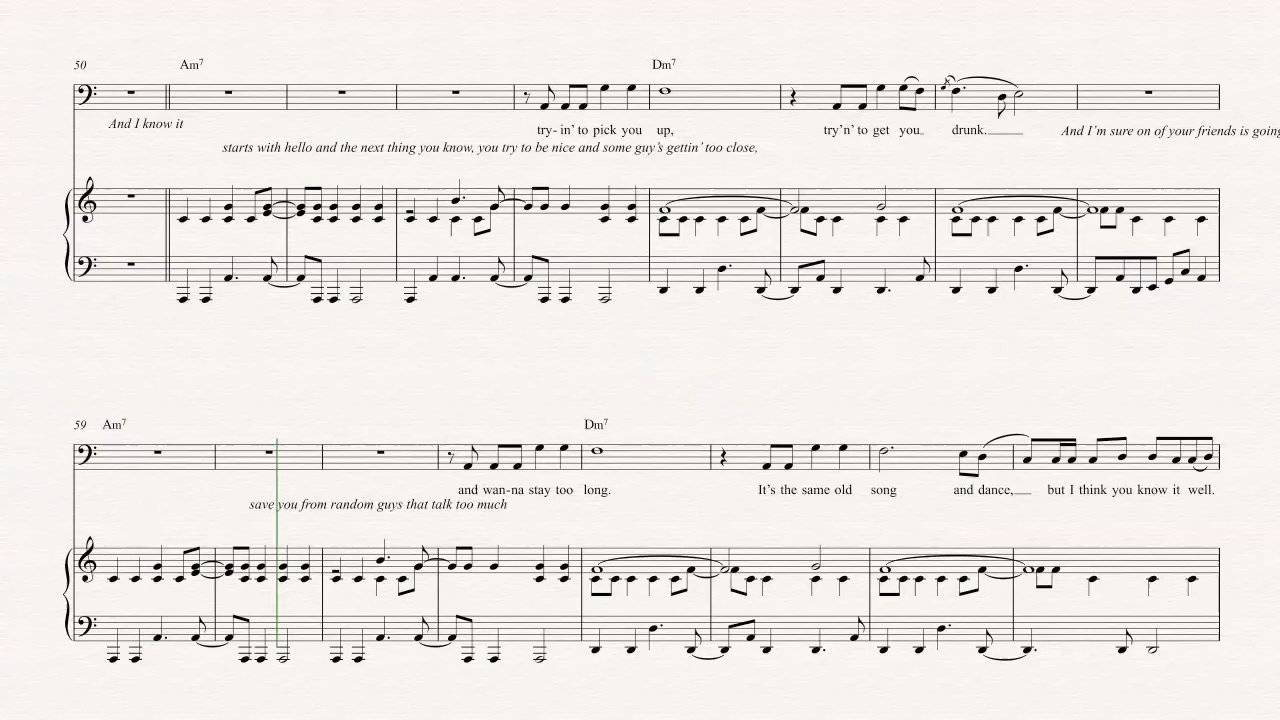 50 Am7 Dm7
And I know it
try- in' to pick you up, try'n' to get you drunk. And I'm sure on of your friends is going
starts with hello and the next thing you know, you try to be nice and some guy's gettin' too close,
59 Am7 Dm7
and wan-na stay too long. It's the same old song and dance, but I think you know it well.
save you from random guys that talk too much